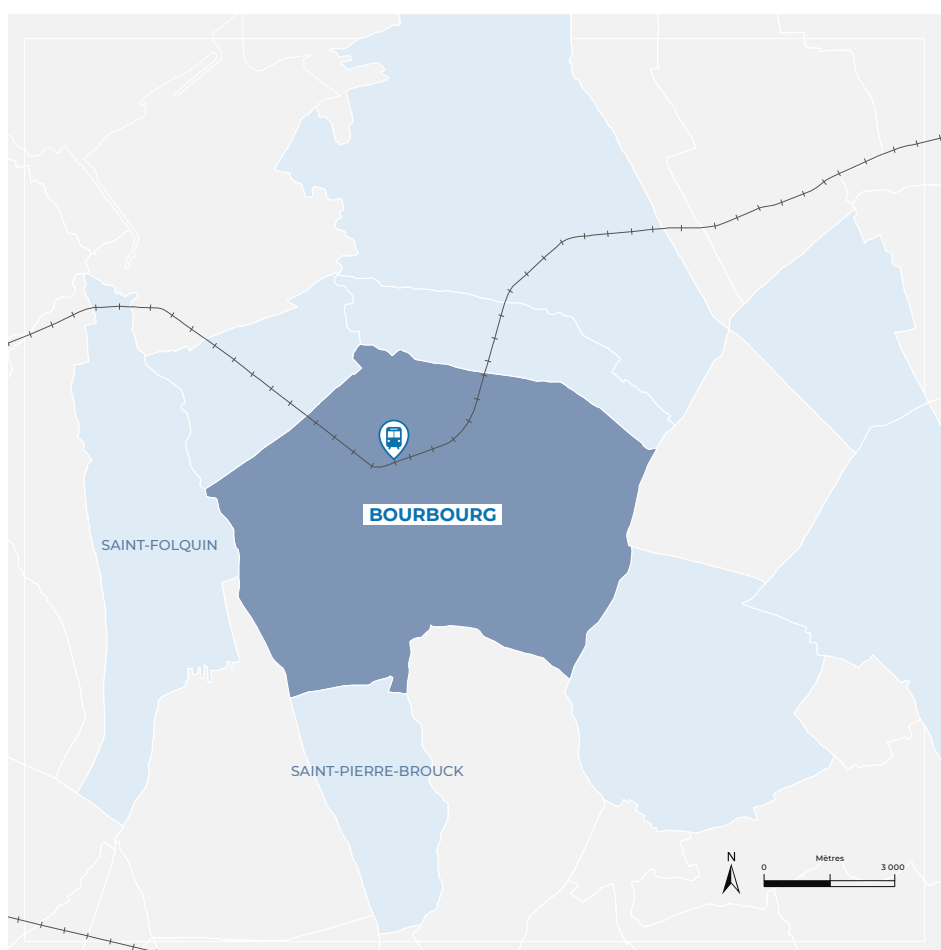 BOURBOURG
SAINT-FOLQUIN
SAINT-PIERRE-BROUCK
N
Mètres
0 3 000